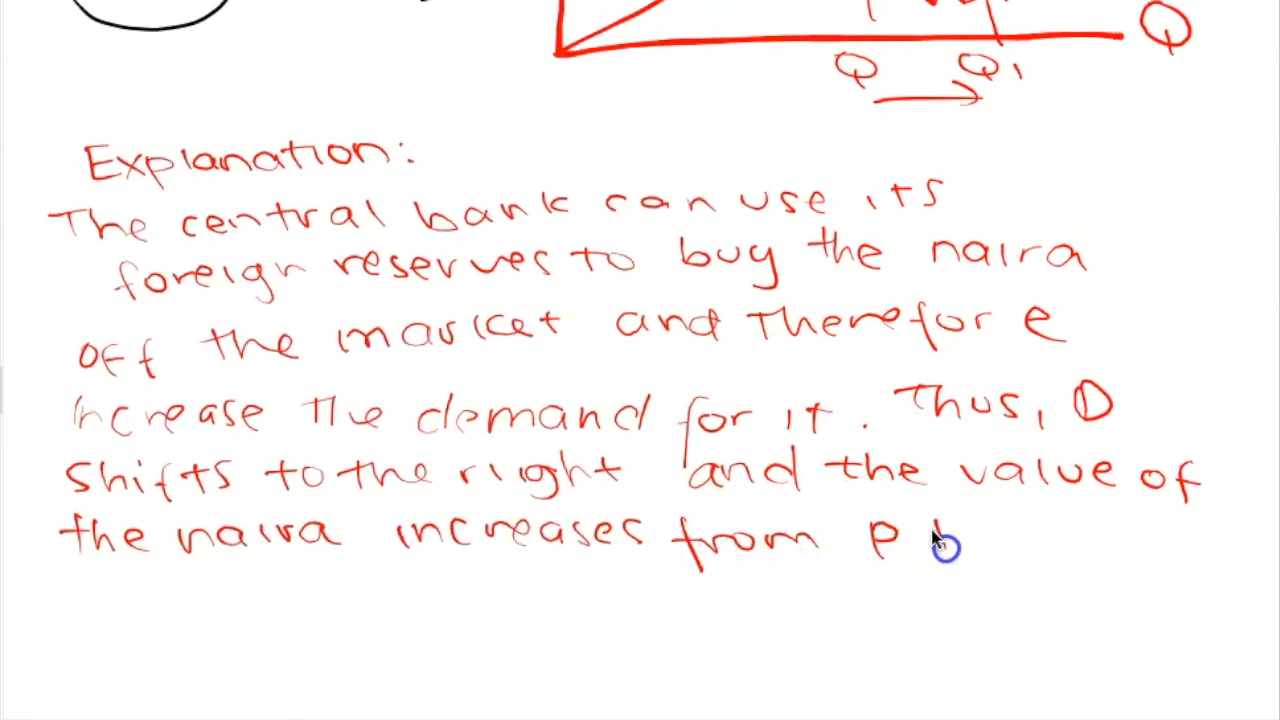 Q
Q Q1
Explanation:
The central bank can use its
foreign reserves to buy the naira
off the market and therefore
increase the demand for it. Thus, D
shifts to the right and the value of
the naira increases from P